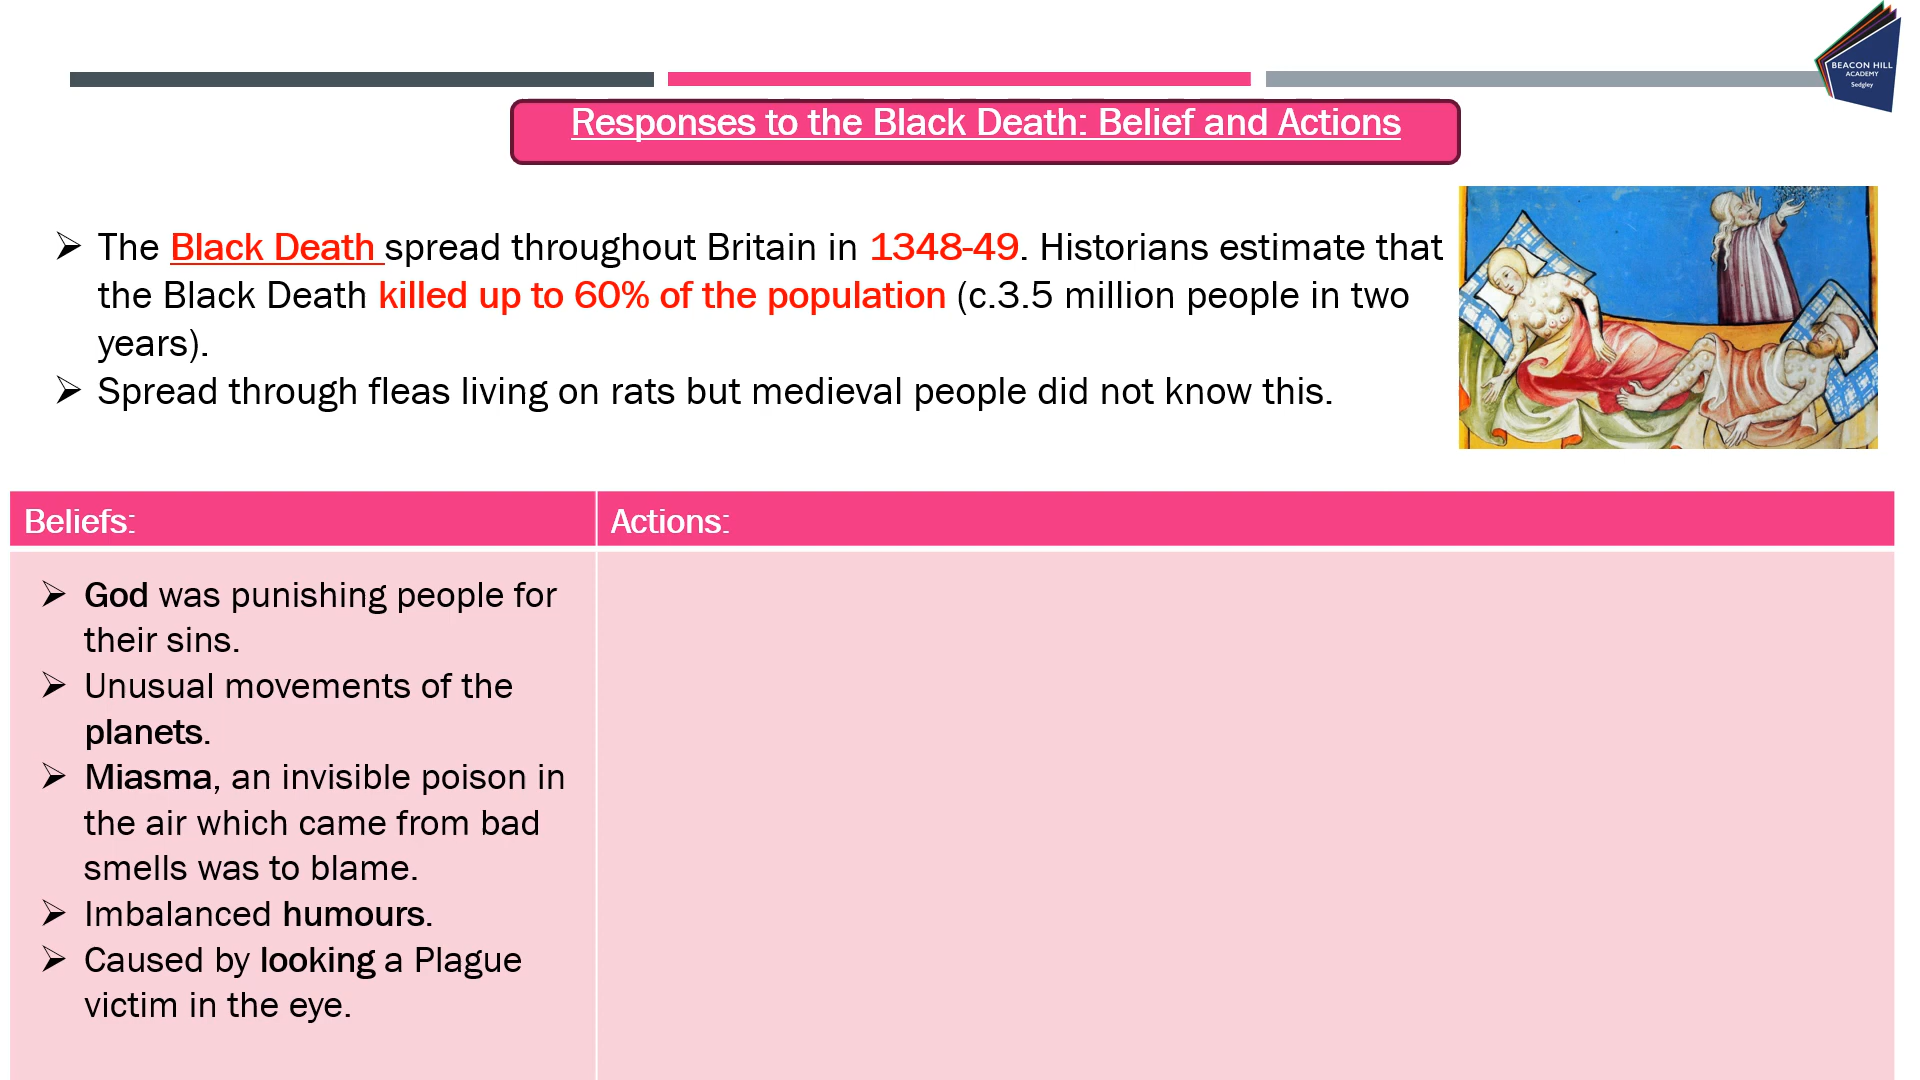 BEACON HILL
ACADEMY
Sedgley
Responses to the Black Death: Belief and Actions
The Black Death spread throughout Britain in 1348-49. Historians estimate that
the Black Death killed up to 60% of the population (c.3.5 million people in two
years).
Spread through fleas living on rats but medieval people did not know this.
Beliefs:
Actions:
God was punishing people for
their sins.
Unusual movements of the
planets.
Miasma, an invisible poison in
the air which came from bad
smells was to blame.
Imbalanced humours.
Caused by looking a Plague
victim in the eye.